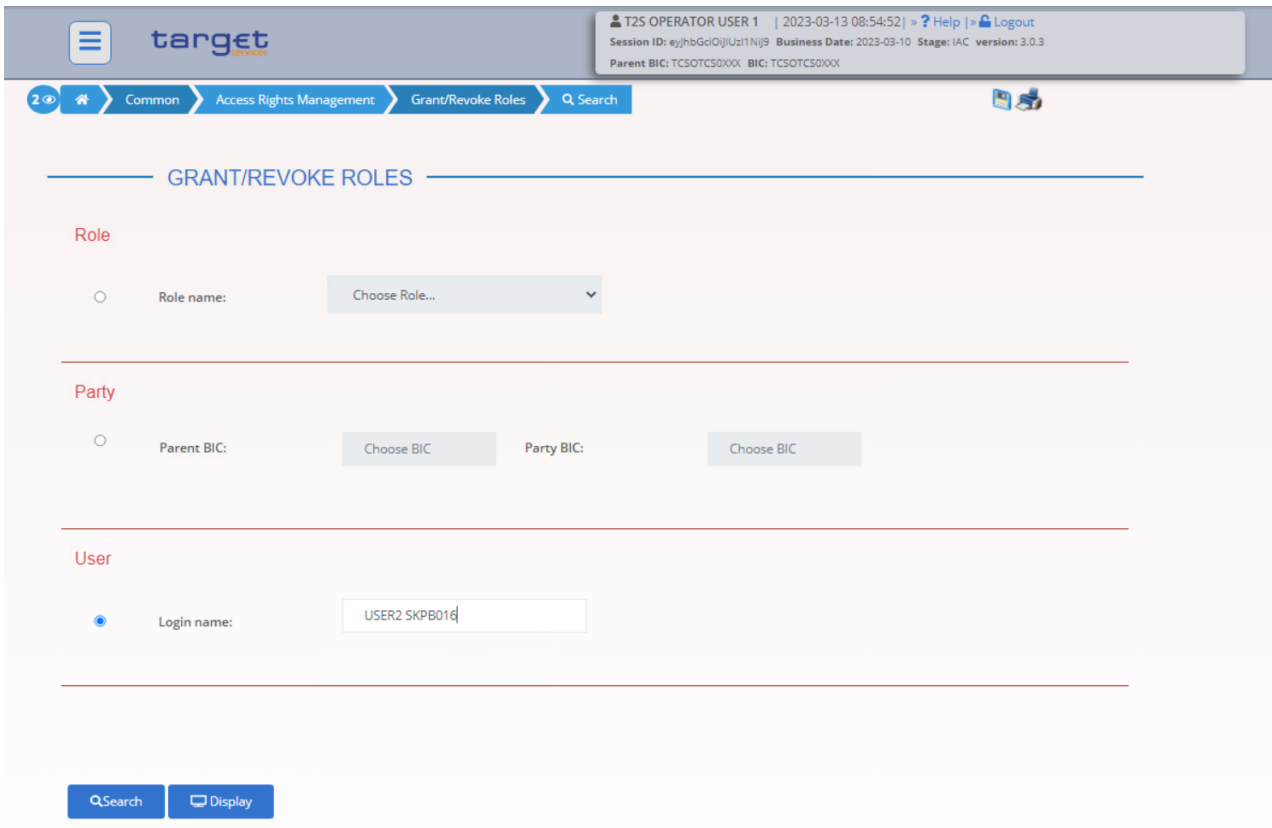 T2S OPERATOR USER 1 | 2023-03-13 08:54:52| » ? Help |» Logout
target
services
Session ID: eyJhbGciOiJIUzI1NiJ9 Business Date: 2023-03-10 Stage: IAC version: 3.0.3
Parent BIC: TCSOTCS0XXX BIC: TCSOTCS0XXX
2 Common Access Rights Management Grant/Revoke Roles Search
GRANT/REVOKE ROLES
Role
Role name: Choose Role...
Party
Parent BIC: Choose BIC Party BIC: Choose BIC
User
Login name: USER2 SKPB016
Search Display